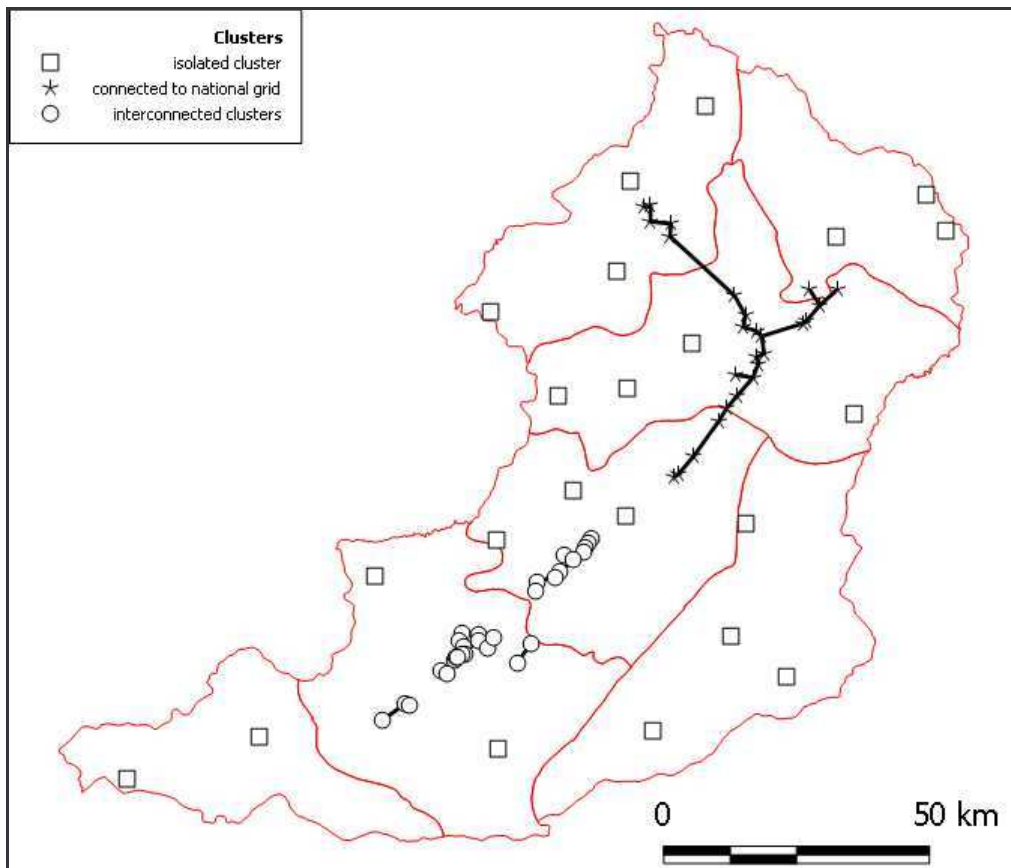 Clusters
isolated cluster
connected to national grid
interconnected clusters
0 50 km